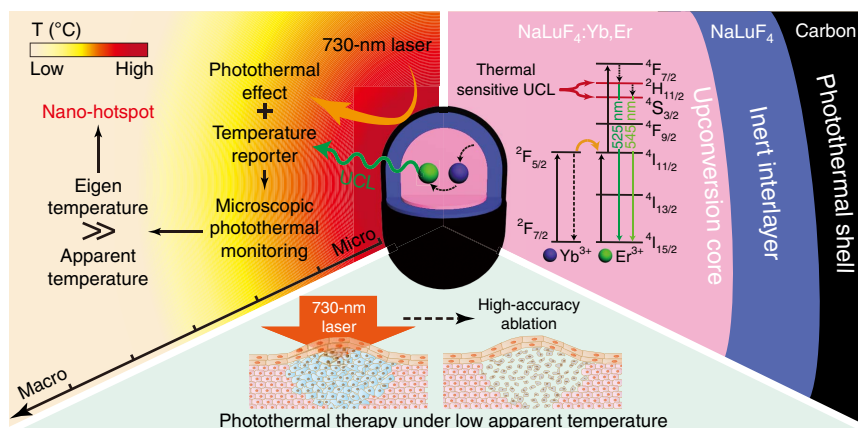 T (°C)
Low High
730-nm laser
Photothermal
effect
+
Temperature
reporter
UCL
Microscopic
photothermal
monitoring
Nano-hotspot
Eigen
temperature
≫
Apparent
temperature
Micro
Macro
NaLuF₄:Yb,Er
NaLuF₄
Carbon
Thermal
sensitive UCL
⁴F₇/₂
²H₁₁/₂
⁴S₃/₂
⁴F₉/₂
⁴I₁₁/₂
⁴I₁₃/₂
⁴I₁₅/₂
²F₅/₂
²F₇/₂
525 nm
545 nm
Yb³⁺
Er³⁺
Upconversion core
Inert interlayer
Photothermal shell
730-nm
laser
High-accuracy
ablation
Photothermal therapy under low apparent temperature